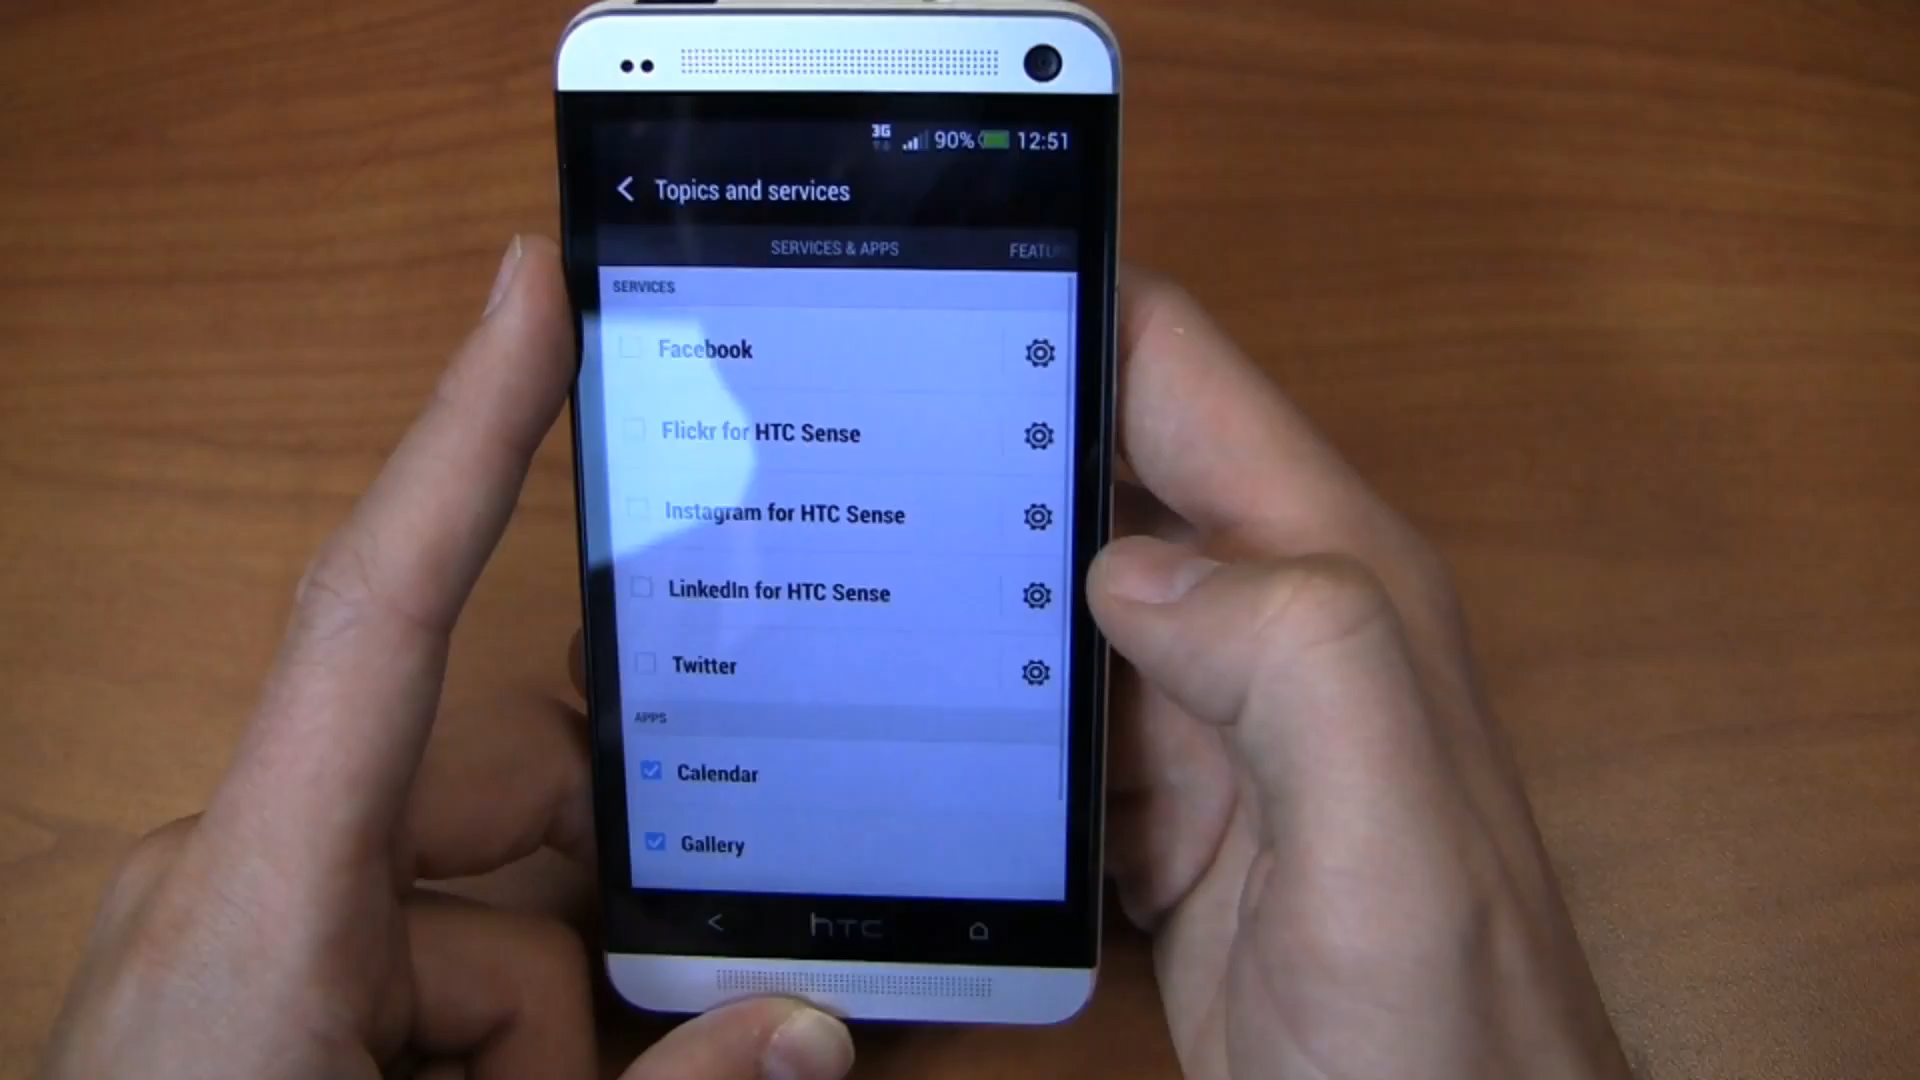 3G 90% 12:51
Topics and services
SERVICES & APPS FEATU
SERVICES
Facebook
Flickr for HTC Sense
Instagram for HTC Sense
LinkedIn for HTC Sense
Twitter
APPS
Calendar
Gallery
hTC